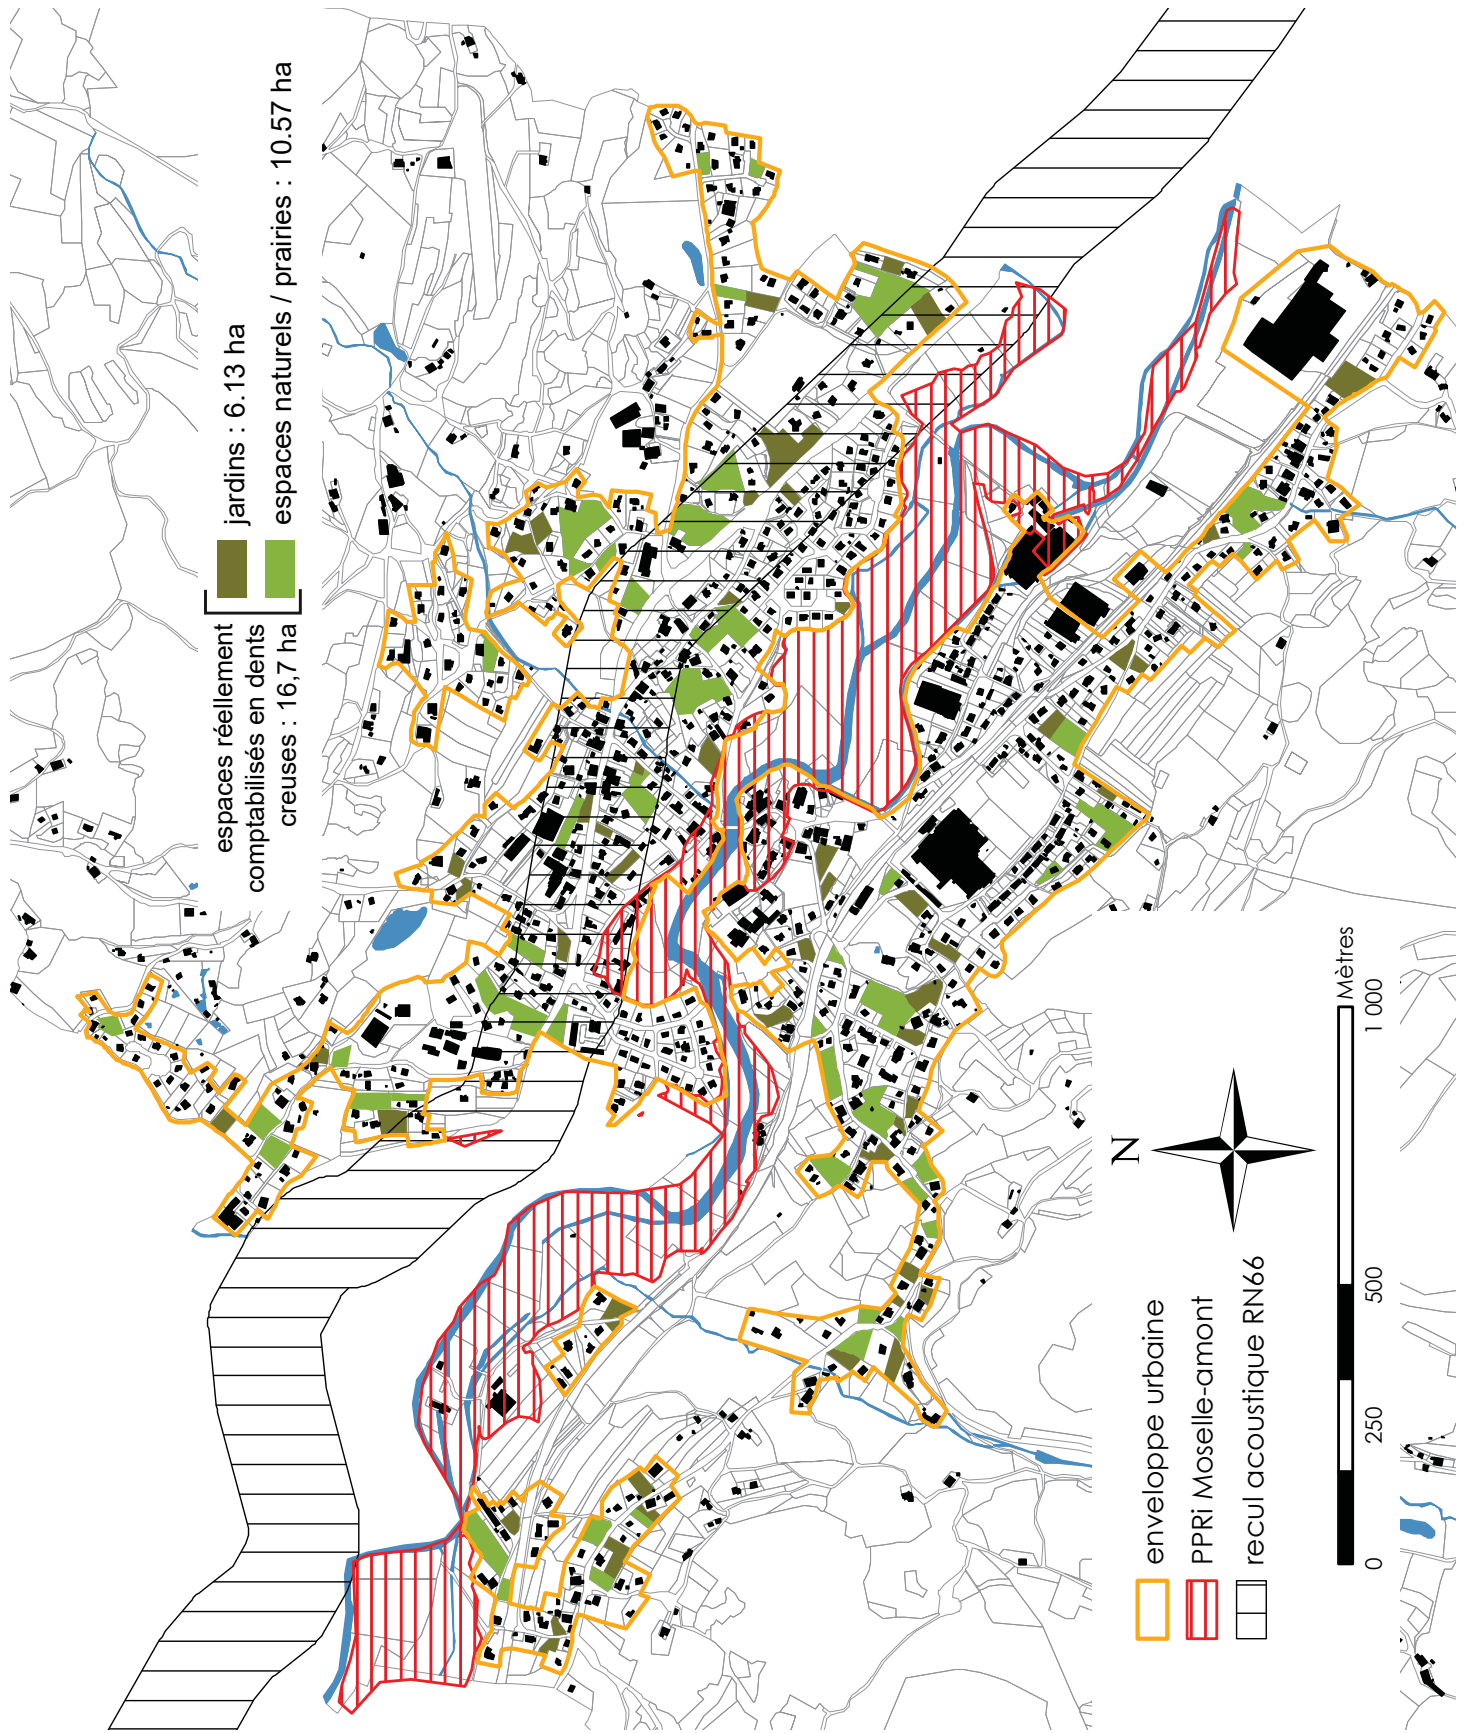 espaces réellement
comptabilisés en dents
creuses : 16,7 ha
jardins : 6.13 ha
espaces naturels / prairies : 10.57 ha
N
enveloppe urbaine
PPRi Moselle-amont
recul acoustique RN66
0
250
500
1 000
Mètres